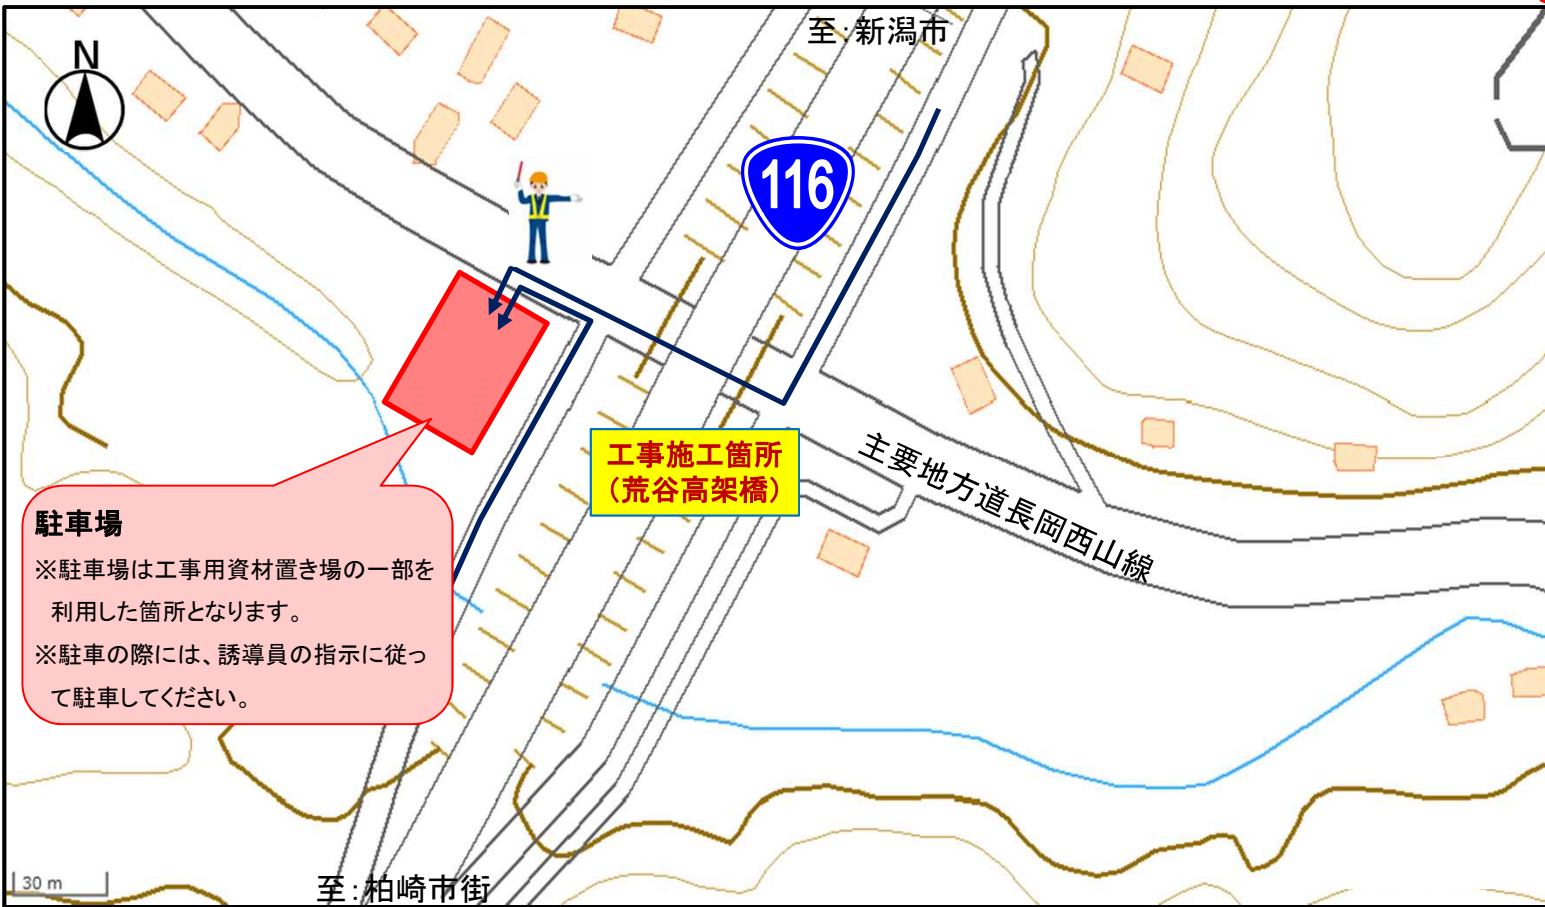 至:新潟市
N
116
工事施工箇所
(荒谷高架橋)
主要地方道長岡西山線
駐車場
※駐車場は工事用資材置き場の一部を
利用した箇所となります。
※駐車の際には、誘導員の指示に従っ
て駐車してください。
30 m
至:柏崎市街